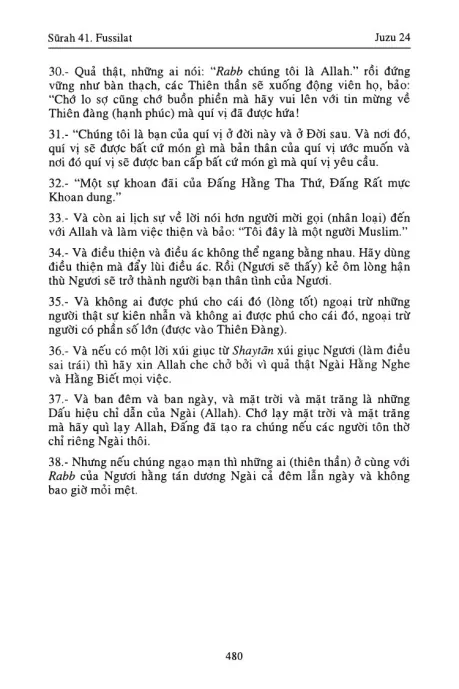 Sūrah 41. Fussilat Juzu 24
30.- Quả thật, những ai nói: “Rabb chúng tôi là Allah.” rồi đứng
vững như bàn thạch, các Thiên thần sẽ xuống động viên họ, bảo:
“Chớ lo sợ cũng chớ buồn phiền mà hãy vui lên với tin mừng về
Thiên đàng (hạnh phúc) mà quí vị đã được hứa!
31.- “Chúng tôi là bạn của quí vị ở đời này và ở Đời sau. Và nơi đó,
quí vị sẽ được bất cứ món gì mà bản thân của quí vị ước muốn và
nơi đó quí vị sẽ được ban cấp bất cứ món gì mà quí vị yêu cầu.
32.- “Một sự khoan đãi của Đấng Hằng Tha Thứ, Đấng Rất mực
Khoan dung.”
33.- Và còn ai lịch sự về lời nói hơn người mời gọi (nhân loại) đến
với Allah và làm việc thiện và bảo: “Tôi đây là một người Muslim.”
34.- Và điều thiện và điều ác không thể ngang bằng nhau. Hãy dùng
điều thiện mà đẩy lùi điều ác. Rồi (Ngươi sẽ thấy) kẻ ôm lòng hận
thù Ngươi sẽ trở thành người bạn thân tình của Ngươi.
35.- Và không ai được phú cho cái đó (lòng tốt) ngoại trừ những
người thật sự kiên nhẫn và không ai được phú cho cái đó, ngoại trừ
người có phần số lớn (được vào Thiên Đàng).
36.- Và nếu có một lời xúi giục từ Shaytān xúi giục Ngươi (làm điều
sai trái) thì hãy xin Allah che chở bởi vì quả thật Ngài Hằng Nghe
và Hằng Biết mọi việc.
37.- Và ban đêm và ban ngày, và mặt trời và mặt trăng là những
Dấu hiệu chỉ dẫn của Ngài (Allah). Chớ lạy mặt trời và mặt trăng
mà hãy quì lạy Allah, Đấng đã tạo ra chúng nếu các người tôn thờ
chỉ riêng Ngài thôi.
38.- Nhưng nếu chúng ngạo mạn thì những ai (thiên thần) ở cùng với
Rabb của Ngươi hằng tán dương Ngài cả đêm lẫn ngày và không
bao giờ mỏi mệt.
480